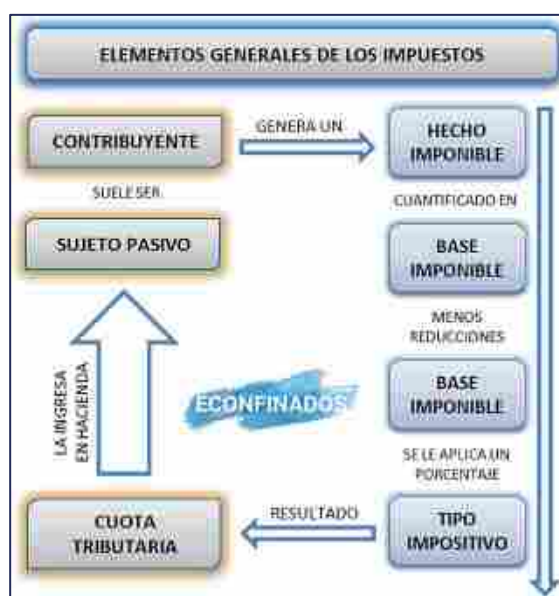 ELEMENTOS GENERALES DE LOS IMPUESTOS
CONTRIBUYENTE
GENERA UN
HECHO
IMPONIBLE
SUELE SER
CUANTIFICADO EN
SUJETO PASIVO
BASE
IMPONIBLE
MENOS
REDUCCIONES
LA INGRESA
EN HACIENDA
ECONFINADOS
BASE
IMPONIBLE
SE LE APLICA UN
PORCENTAJE
CUOTA
TRIBUTARIA
RESULTADO
TIPO
IMPOSITIVO